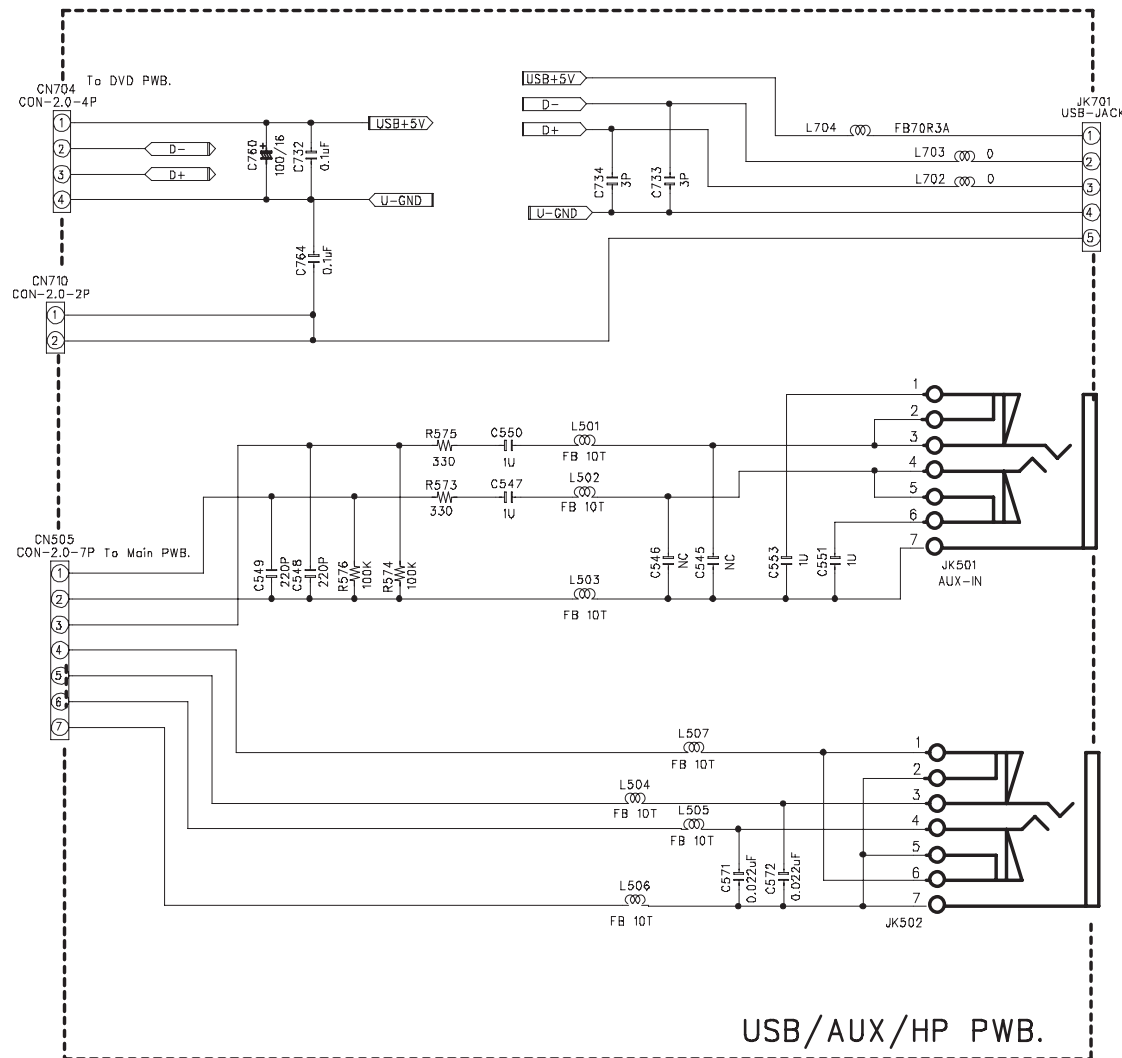 To DVD PWB.
CN704
CON-2.0-4P
1
2
3
4
D-
D+
C760
100/16
C732
0.1uF
USB+5V
U-GND
C764
0.1uF
CN710
CON-2.0-2P
1
2
USB+5V
D-
D+
U-GND
C734
3P
C733
3P
L704 FB70R3A
L703 0
L702 0
JK701
USB-JACK
1
2
3
4
5
R575
330
C550
1U
L501
FB 10T
R573
330
C547
1U
L502
FB 10T
CN505
CON-2.0-7P To Main PWB.
1
2
3
4
5
6
7
C549
220P
C548
220P
R576
100K
R574
100K
L503
FB 10T
C546
NC
C545
NC
C553
1U
C551
1U
1
2
3
4
5
6
7
JK501
AUX-IN
L507
FB 10T
L504
FB 10T
L505
FB 10T
L506
FB 10T
C571
0.022uF
C572
0.022uF
1
2
3
4
5
6
7
JK502
USB/AUX/HP PWB.